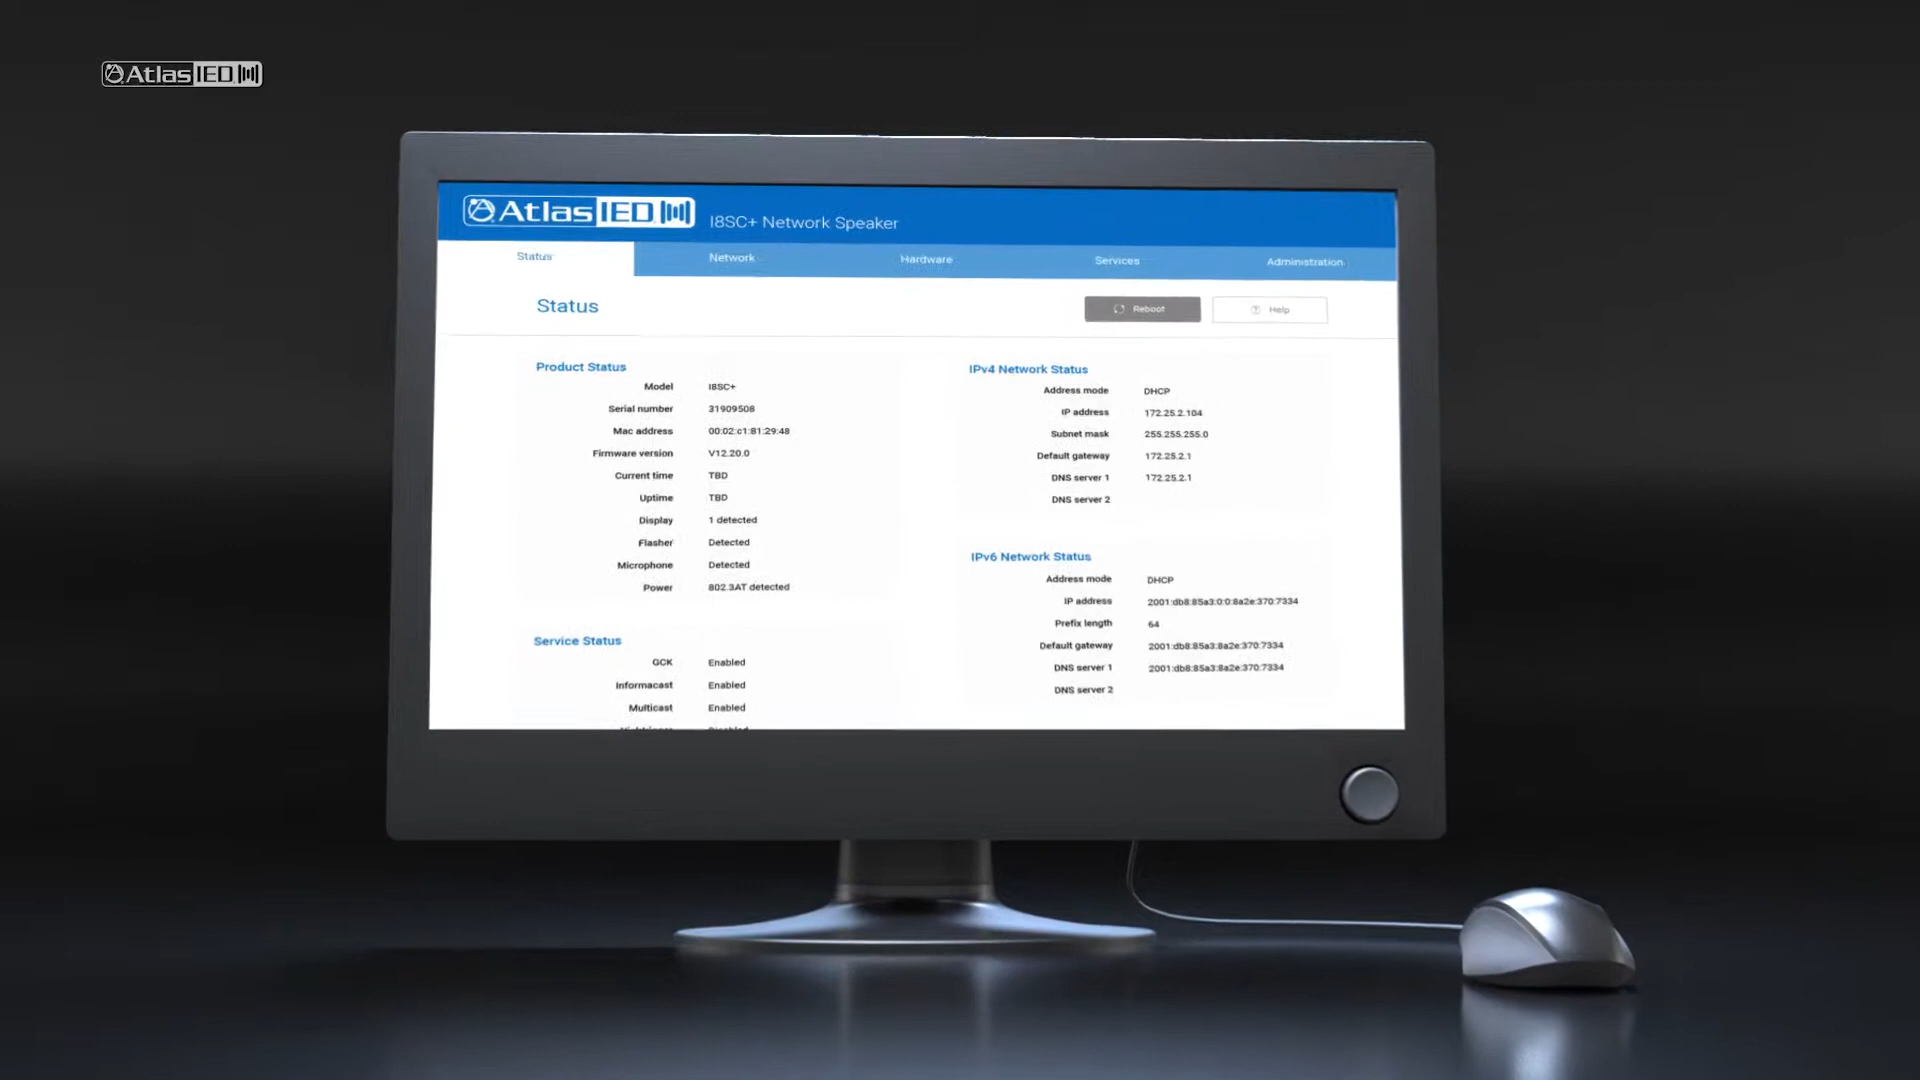 AtlasIED
AtlasIED I8SC+ Network Speaker
Status Network Hardware Services Administration
Status
Reboot Help
Product Status
Model I8SC+
Serial number 31909508
Mac address 00:02:c1:81:29:48
Firmware version V12.20.0
Current time TBD
Uptime TBD
Display 1 detected
Flasher Detected
Microphone Detected
Power 802.3AT detected
Service Status
GCK Enabled
Informacast Enabled
Multicast Enabled
IPv4 Network Status
Address mode DHCP
IP address 172.25.2.104
Subnet mask 255.255.255.0
Default gateway 172.25.2.1
DNS server 1 172.25.2.1
DNS server 2
IPv6 Network Status
Address mode DHCP
IP address 2001:db8:85a3:0:0:8a2e:370:7334
Prefix length 64
Default gateway 2001:db8:85a3:8a2e:370:7334
DNS server 1 2001:db8:85a3:8a2e:370:7334
DNS server 2